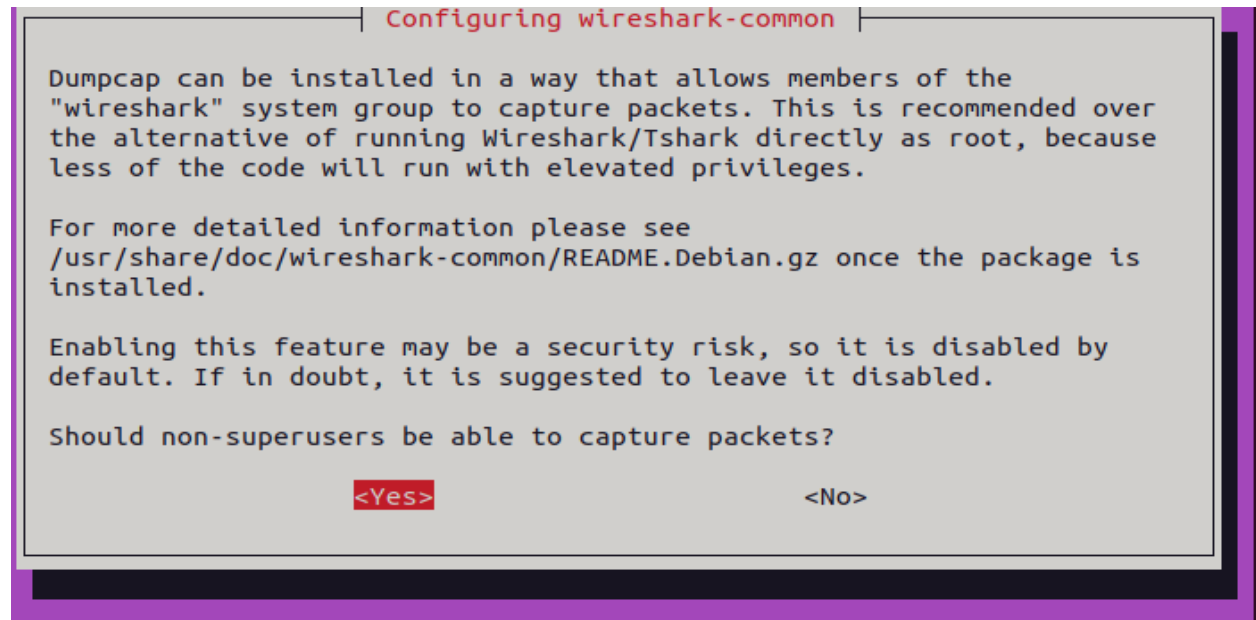 Configuring wireshark-common
Dumpcap can be installed in a way that allows members of the
"wireshark" system group to capture packets. This is recommended over
the alternative of running Wireshark/Tshark directly as root, because
less of the code will run with elevated privileges.
For more detailed information please see
/usr/share/doc/wireshark-common/README.Debian.gz once the package is
installed.
Enabling this feature may be a security risk, so it is disabled by
default. If in doubt, it is suggested to leave it disabled.
Should non-superusers be able to capture packets?
<Yes> <No>